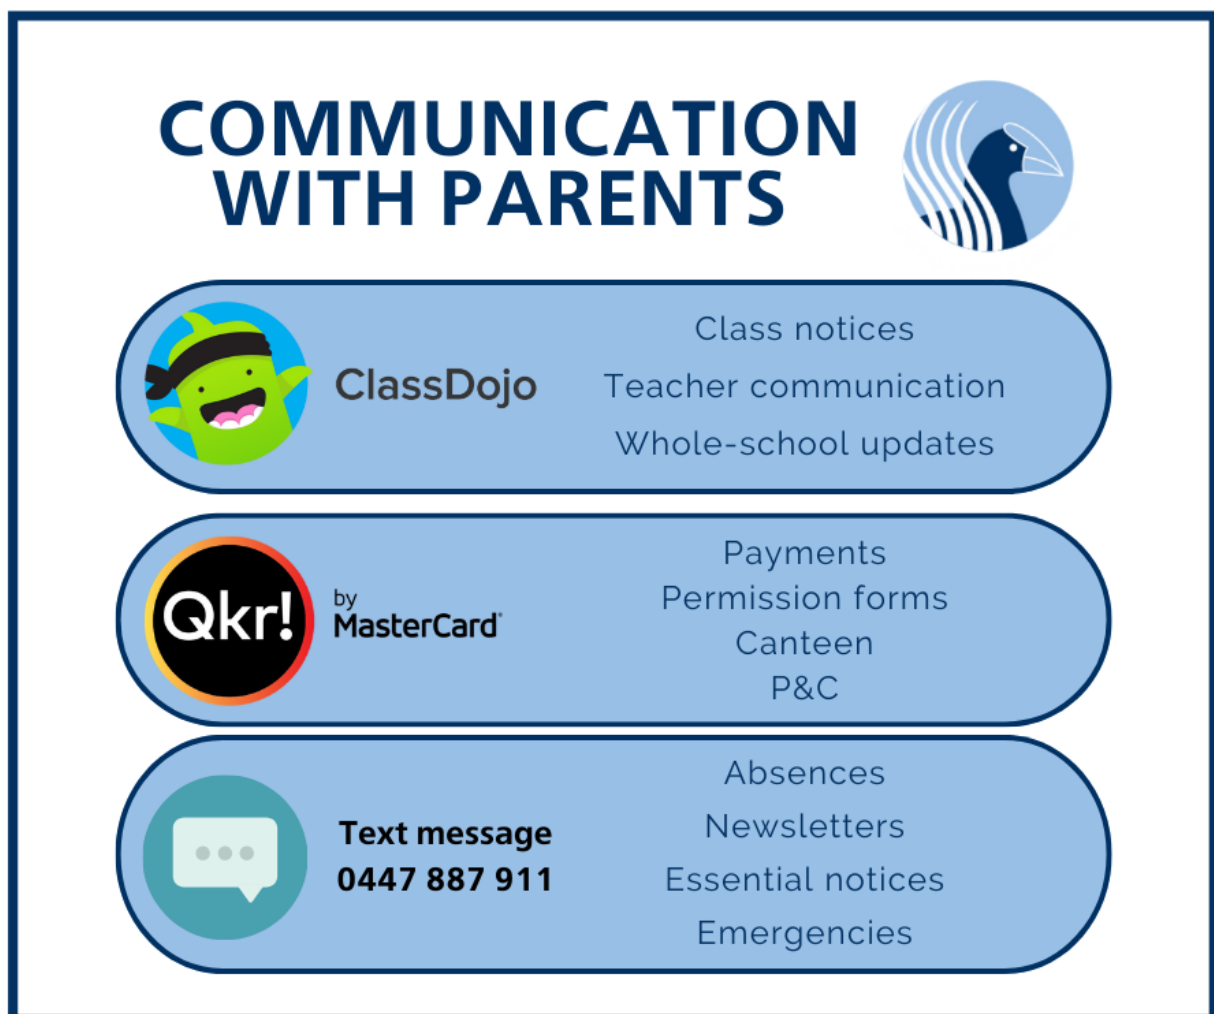 COMMUNICATION
WITH PARENTS
ClassDojo
Class notices
Teacher communication
Whole-school updates
Qkr!
by
MasterCard
Payments
Permission forms
Canteen
P&C
Text message
0447 887 911
Absences
Newsletters
Essential notices
Emergencies